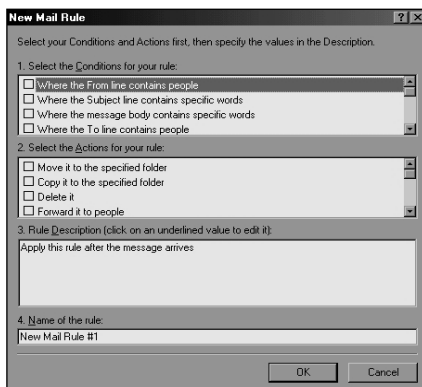 New Mail Rule
Select your Conditions and Actions first, then specify the values in the Description.
1. Select the Conditions for your rule:
Where the From line contains people
Where the Subject line contains specific words
Where the message body contains specific words
Where the To line contains people
2. Select the Actions for your rule:
Move it to the specified folder
Copy it to the specified folder
Delete it
Forward it to people
3. Rule Description (click on an underlined value to edit it):
Apply this rule after the message arrives
4. Name of the rule:
New Mail Rule #1
OK Cancel